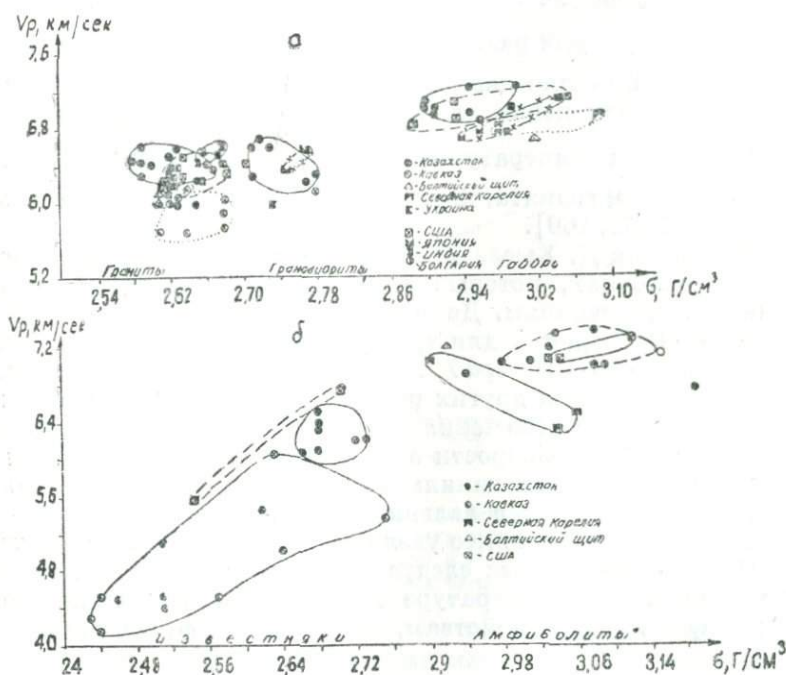 Vp, км/сек
а
7,6
6,8
6,0
5,2
•-Казахстан
-Кавказ
-Балтийский щит
-Северная Карелия
-Украина
-США
-Япония
-Индия
-Болгария
Граниты Гранодиориты Габбры
2,54 2,62 2,70 2,78 2,86 2,94 3,02 3,10 б, Г/см³
Vp, км/сек
б
7,2
6,4
5,6
4,8
4,0
•-Казахстан
-Кавказ
-Северная Карелия
-Балтийский щит
-США
известняки "Амфиболиты"
2,4 2,48 2,56 2,64 2,72 2,9 2,98 3,06 3,14 б, г/см³